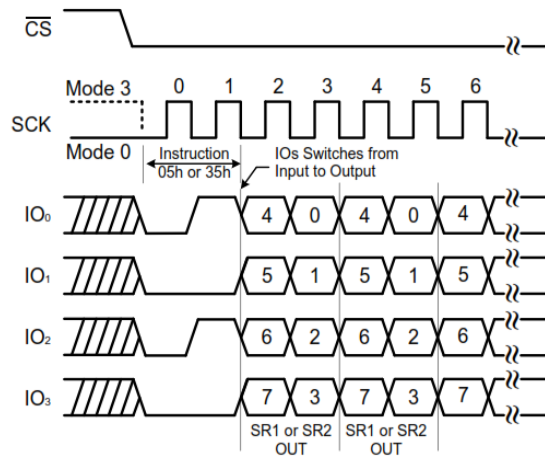 CS
Mode 3 0 1 2 3 4 5 6
SCK
Mode 0
Instruction
05h or 35h
IOs Switches from
Input to Output
IO₀ 4 0 4 0 4
IO₁ 5 1 5 1 5
IO₂ 6 2 6 2 6
IO₃ 7 3 7 3 7
SR1 or SR2
OUT
SR1 or SR2
OUT